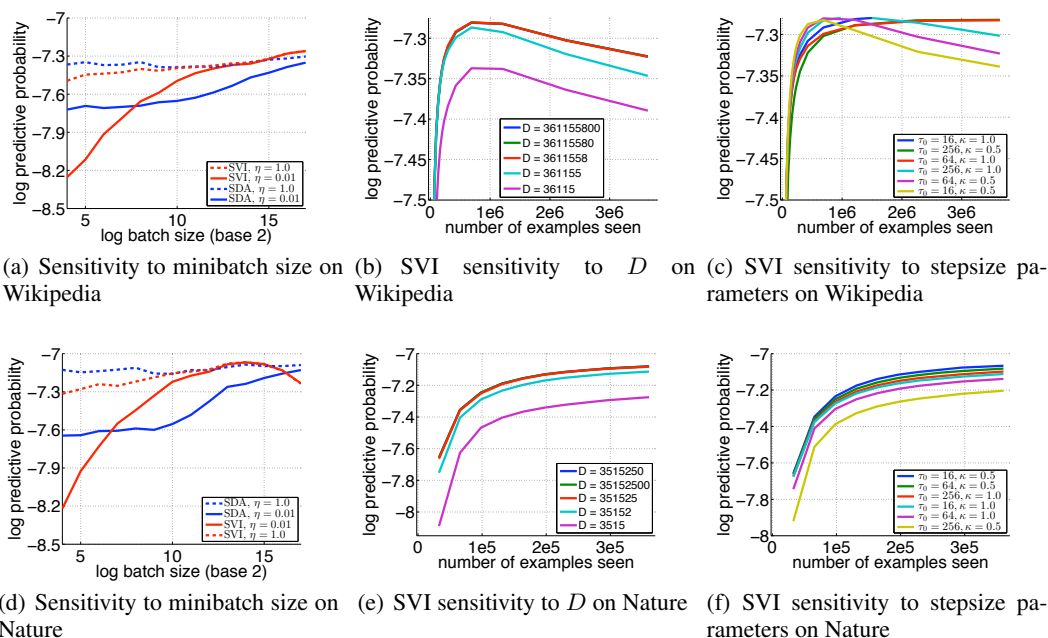 −7
−7.3
−7.6
−7.9
−8.2
−8.5
log predictive probability
5 10 15
log batch size (base 2)
SVI, η = 1.0
SVI, η = 0.01
SDA, η = 1.0
SDA, η = 0.01
(a) Sensitivity to minibatch size on
Wikipedia
−7.3
−7.35
−7.4
−7.45
−7.5
log predictive probability
0 1e6 2e6 3e6
number of examples seen
D = 361155800
D = 36115580
D = 3611558
D = 361155
D = 36115
(b) SVI sensitivity to D on
Wikipedia
−7.3
−7.35
−7.4
−7.45
−7.5
log predictive probability
0 1e6 2e6 3e6
number of examples seen
τ0 = 16, κ = 1.0
τ0 = 256, κ = 0.5
τ0 = 64, κ = 1.0
τ0 = 256, κ = 1.0
τ0 = 64, κ = 0.5
τ0 = 16, κ = 0.5
(c) SVI sensitivity to stepsize pa-
rameters on Wikipedia
−7
−7.3
−7.6
−7.9
−8.2
−8.5
log predictive probability
5 10 15
log batch size (base 2)
SDA, η = 1.0
SDA, η = 0.01
SVI, η = 0.01
SVI, η = 1.0
(d) Sensitivity to minibatch size on
Nature
−7
−7.2
−7.4
−7.6
−7.8
−8
log predictive probability
0 1e5 2e5 3e5
number of examples seen
D = 3515250
D = 35152500
D = 351525
D = 35152
D = 3515
(e) SVI sensitivity to D on Nature
−7
−7.2
−7.4
−7.6
−7.8
−8
log predictive probability
0 1e5 2e5 3e5
number of examples seen
τ0 = 16, κ = 0.5
τ0 = 64, κ = 0.5
τ0 = 256, κ = 1.0
τ0 = 16, κ = 1.0
τ0 = 64, κ = 1.0
τ0 = 256, κ = 0.5
(f) SVI sensitivity to stepsize pa-
rameters on Nature